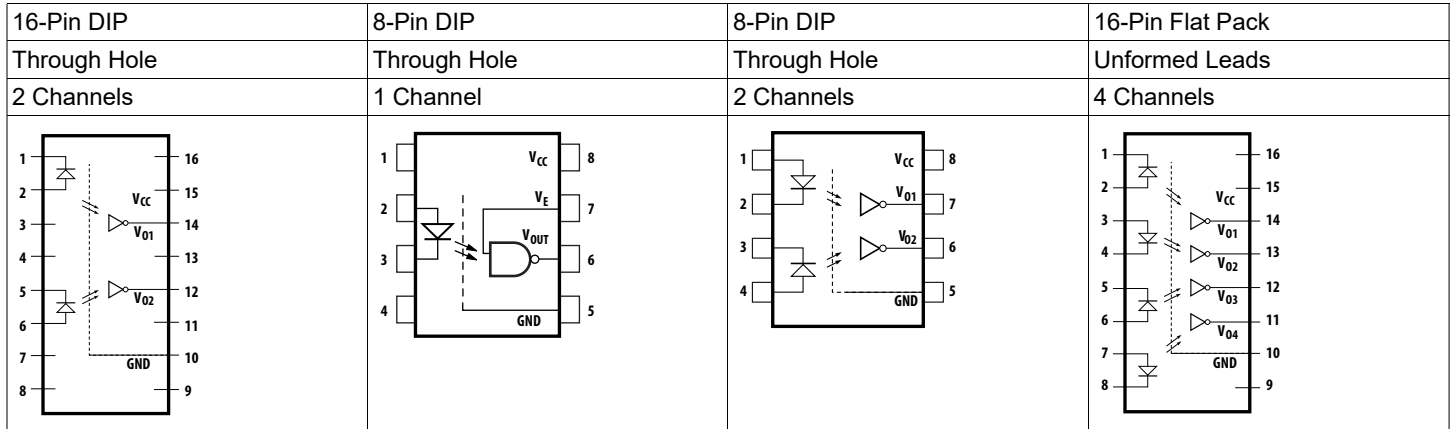 16-Pin DIP
8-Pin DIP
8-Pin DIP
16-Pin Flat Pack
Through Hole
Through Hole
Through Hole
Unformed Leads
2 Channels
1 Channel
2 Channels
4 Channels
1
2
3
4
5
6
7
8
16
15
14
13
12
11
10
9
VCC
VO1
VO2
GND
1
2
3
4
8
7
6
5
VCC
VE
VOUT
GND
1
2
3
4
8
7
6
5
VCC
VO1
VO2
GND
1
2
3
4
5
6
7
8
16
15
14
13
12
11
10
9
VCC
VO1
VO2
VO3
VO4
GND